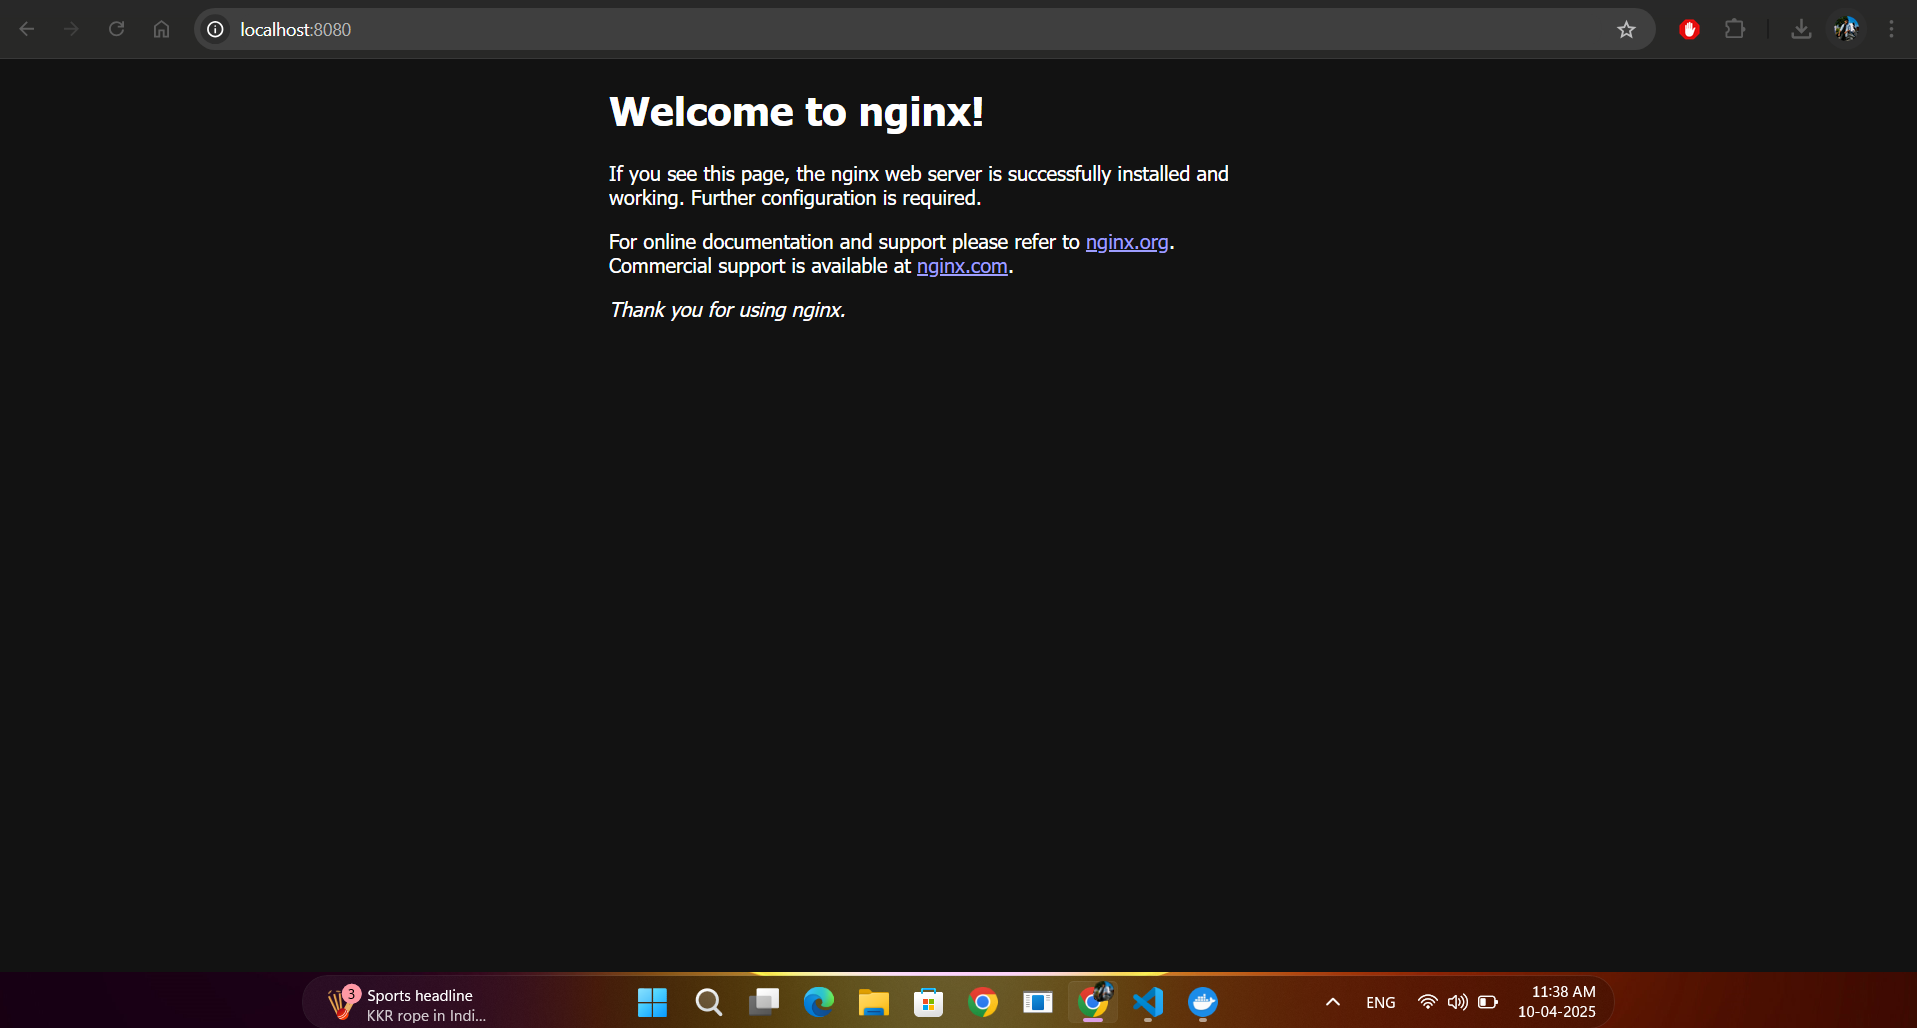 localhost:8080
Welcome to nginx!
If you see this page, the nginx web server is successfully installed and
working. Further configuration is required.
For online documentation and support please refer to nginx.org.
Commercial support is available at nginx.com.
Thank you for using nginx.
3
Sports headline
KKR rope in Indi...
ENG
11:38 AM
10-04-2025